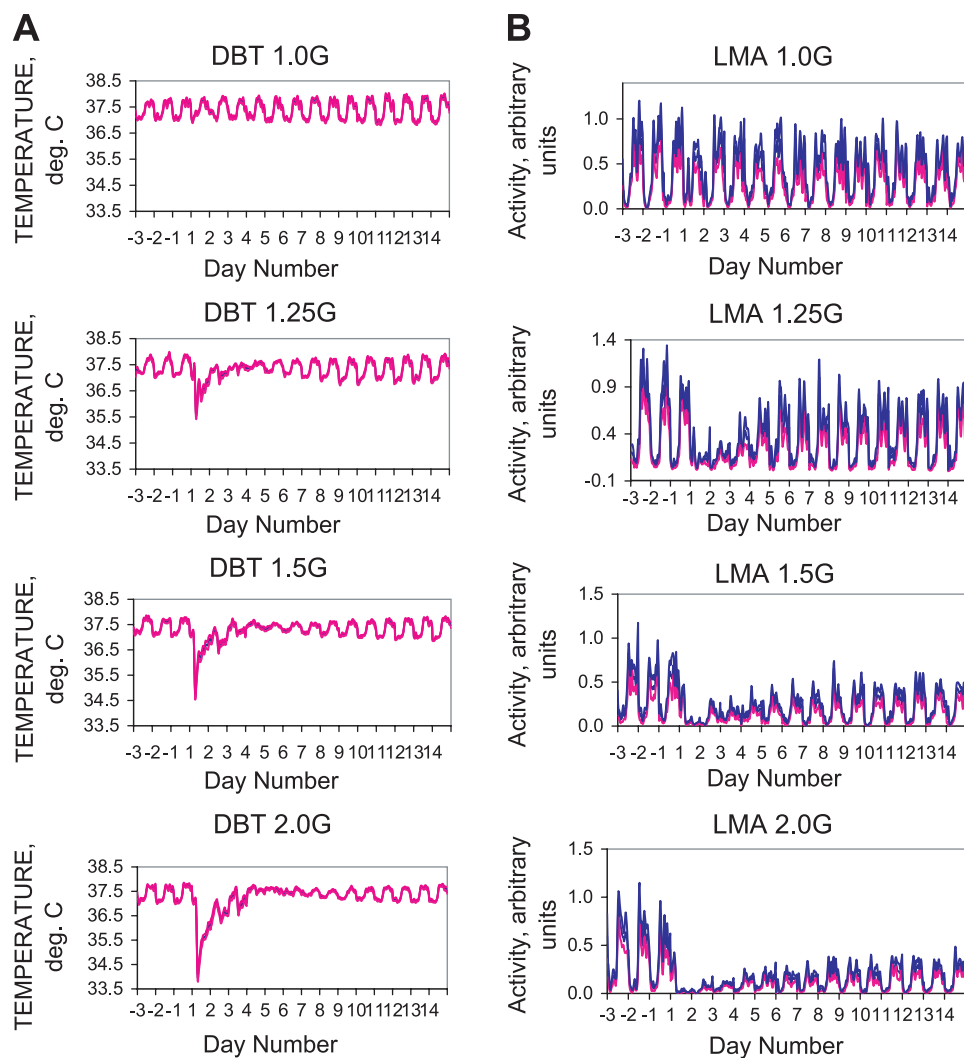 A
DBT 1.0G
TEMPERATURE,
deg. C
38.5
37.5
36.5
35.5
34.5
33.5
-3 -2 -1 1 2 3 4 5 6 7 8 9 1011121314
Day Number
DBT 1.25G
TEMPERATURE,
deg. C
38.5
37.5
36.5
35.5
34.5
33.5
-3 -2 -1 1 2 3 4 5 6 7 8 9 1011121314
Day Number
DBT 1.5G
TEMPERATURE,
deg. C
38.5
37.5
36.5
35.5
34.5
33.5
-3 -2 -1 1 2 3 4 5 6 7 8 9 1011121314
Day Number
DBT 2.0G
TEMPERATURE,
deg. C
38.5
37.5
36.5
35.5
34.5
33.5
-3 -2 -1 1 2 3 4 5 6 7 8 9 1011121314
Day Number
B
LMA 1.0G
Activity, arbitrary
units
1.0
0.5
0.0
-3 -2 -1 1 2 3 4 5 6 7 8 9 1011121314
Day Number
LMA 1.25G
Activity, arbitrary
units
1.4
0.9
0.4
-0.1
-3 -2 -1 1 2 3 4 5 6 7 8 9 1011121314
Day Number
LMA 1.5G
Activity, arbritrary
units
1.5
1.0
0.5
0.0
-3 -2 -1 1 2 3 4 5 6 7 8 9 10 11121314
Day Number
LMA 2.0G
Activity, arbitrary
units
1.5
1.0
0.5
0.0
-3 -2 -1 1 2 3 4 5 6 7 8 9 1011121314
Day Number